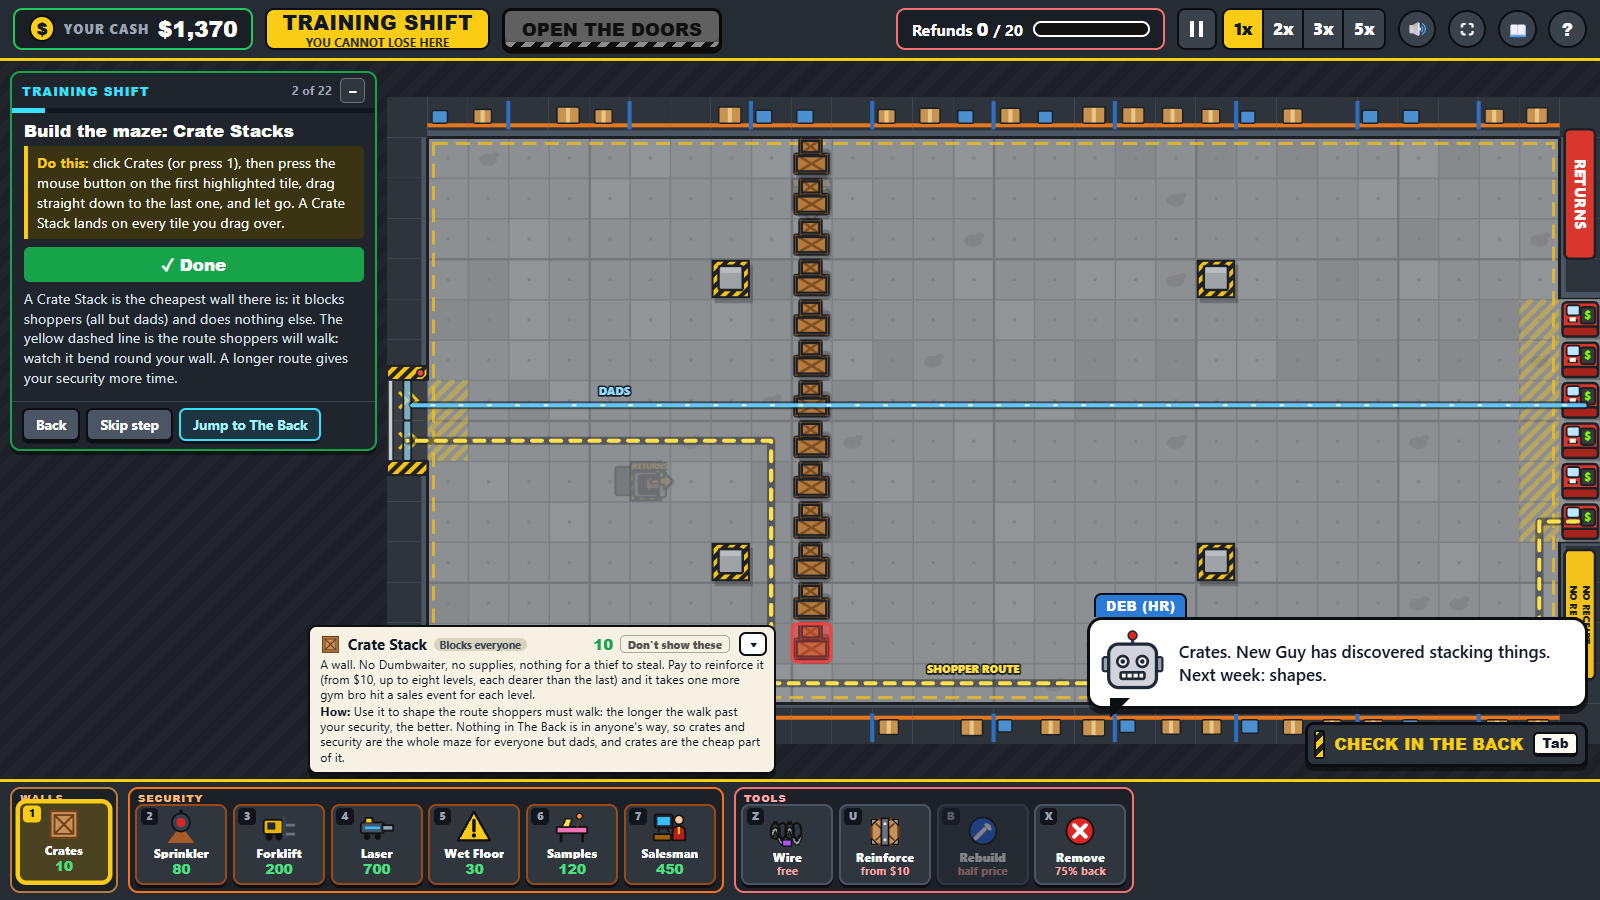 YOUR CASH $1,370
TRAINING SHIFT
YOU CANNOT LOSE HERE
OPEN THE DOORS
Refunds 0 / 20
1x 2x 3x 5x
?
TRAINING SHIFT
2 of 22
Build the maze: Crate Stacks
Do this: click Crates (or press 1), then press the
mouse button on the first highlighted tile, drag
straight down to the last one, and let go. A Crate
Stack lands on every tile you drag over.
✓ Done
A Crate Stack is the cheapest wall there is: it blocks
shoppers (all but dads) and does nothing else. The
yellow dashed line is the route shoppers will walk:
watch it bend round your wall. A longer route gives
your security more time.
Back
Skip step
Jump to The Back
RETURNS
DADS
RETURNS
SHOPPER ROUTE
Crate Stack
Blocks everyone
10
Don't show these
A wall. No Dumbwaiter, no supplies, nothing for a thief to steal. Pay to reinforce it
(from $10, up to eight levels, each dearer than the last) and it takes one more
gym bro hit a sales event for each level.
How: Use it to shape the route shoppers must walk: the longer the walk past
your security, the better. Nothing in The Back is in anyone's way, so crates and
security are the whole maze for everyone but dads, and crates are the cheap part
of it.
DEB (HR)
Crates. New Guy has discovered stacking things.
Next week: shapes.
CHECK IN THE BACK Tab
WALLS
1
Crates
10
SECURITY
2
Sprinkler
80
3
Forklift
200
4
Laser
700
5
Wet Floor
30
6
Samples
120
7
Salesman
450
TOOLS
Z
Wire
free
U
Reinforce
from $10
B
Rebuild
half price
X
Remove
75% back